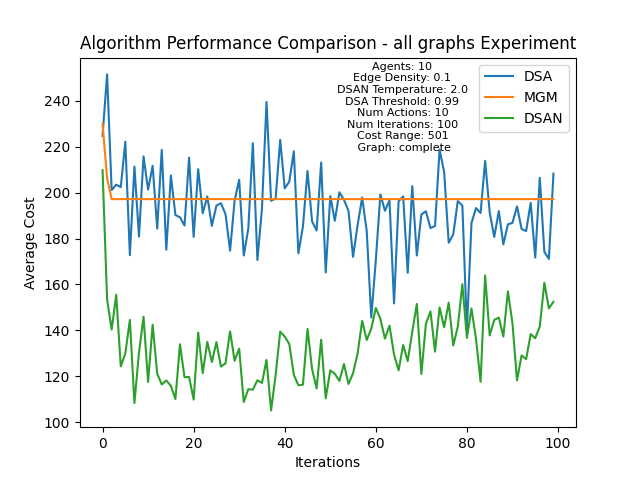 Algorithm Performance Comparison - all graphs Experiment
Agents: 10
Edge Density: 0.1
DSAN Temperature: 2.0
DSA Threshold: 0.99
Num Actions: 10
Num Iterations: 100
Cost Range: 501
Graph: complete
DSA
MGM
DSAN
Average Cost
240
220
200
180
160
140
120
100
0 20 40 60 80 100
Iterations